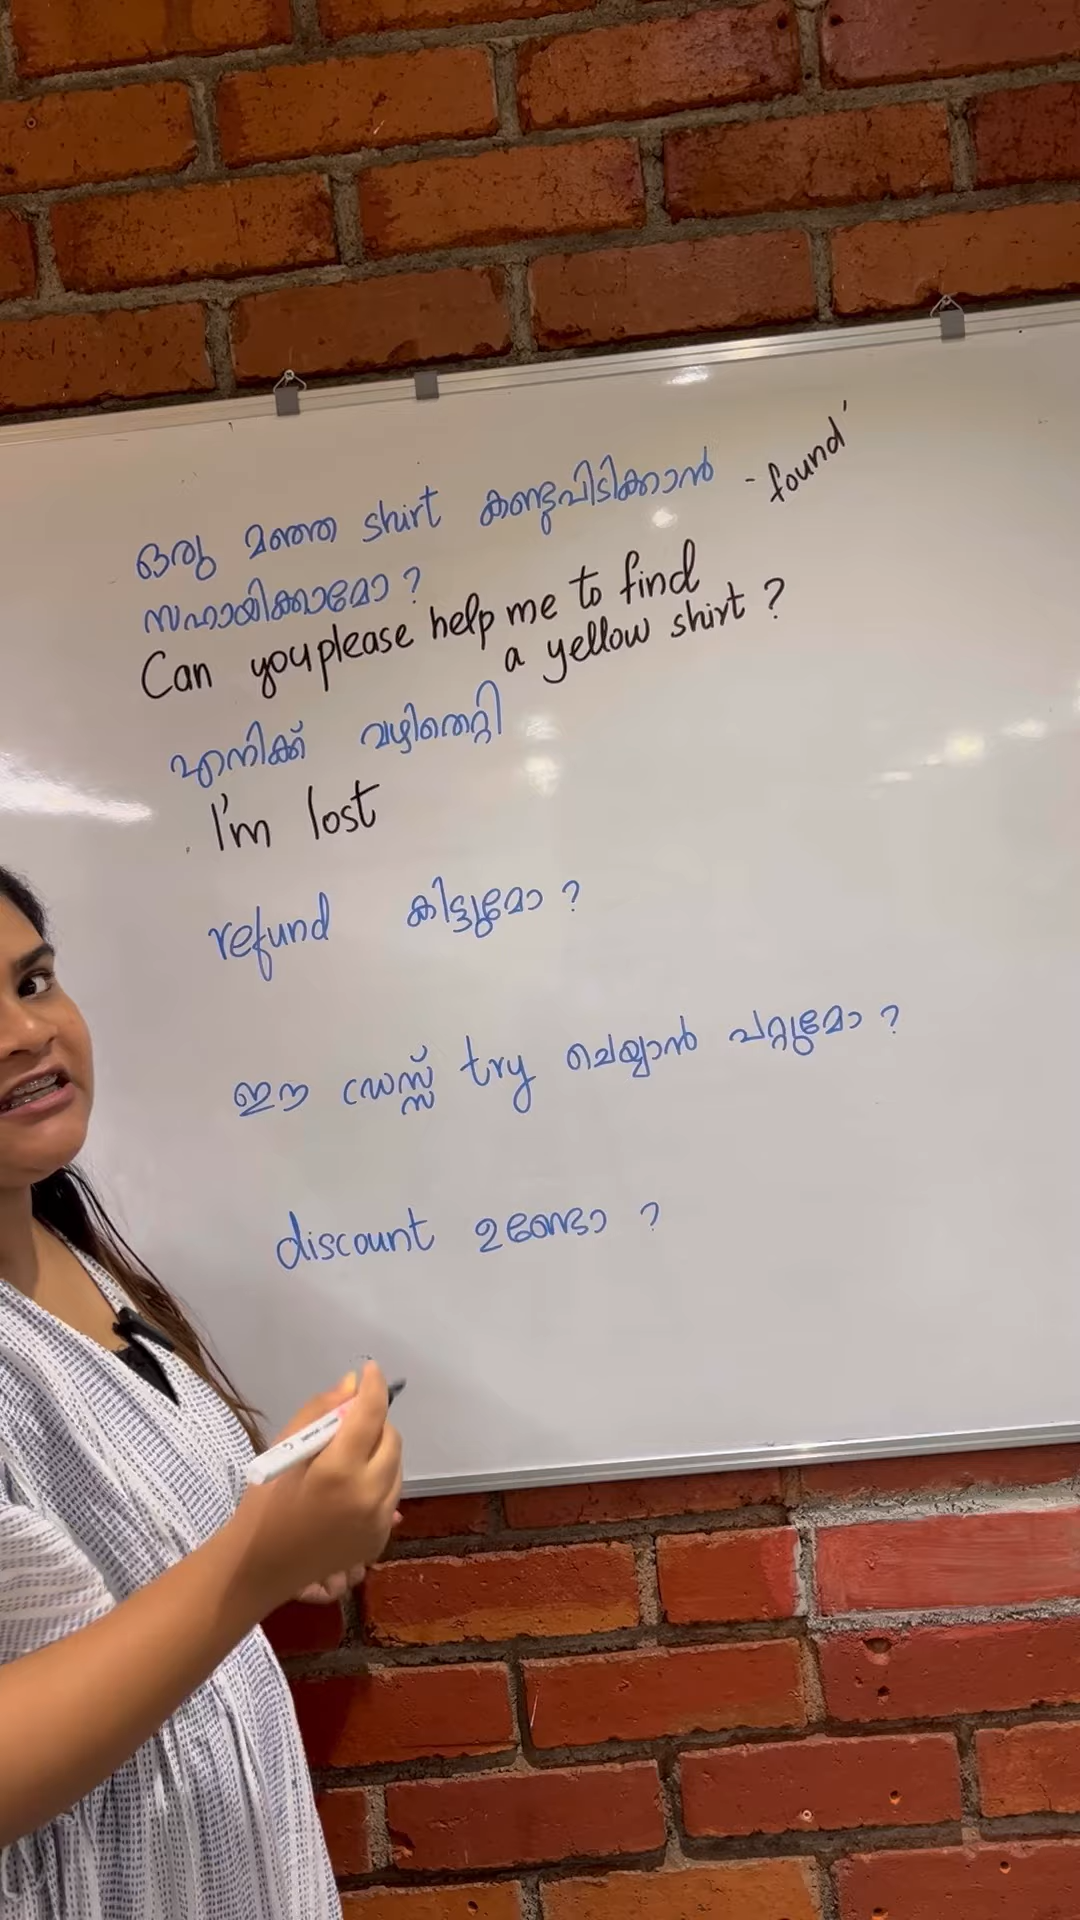 ഒരു മഞ്ഞ shirt കണ്ടുപിടിക്കാൻ - found'
സഹായിക്കാമോ ?
Can you please help me to find
a yellow shirt ?
എനിക്ക് വഴിതെറ്റി
I'm lost
refund കിട്ടുമോ ?
ഈ ഡ്രസ്സ് try ചെയ്യാൻ പറ്റുമോ ?
discount ഉണ്ടോ ?